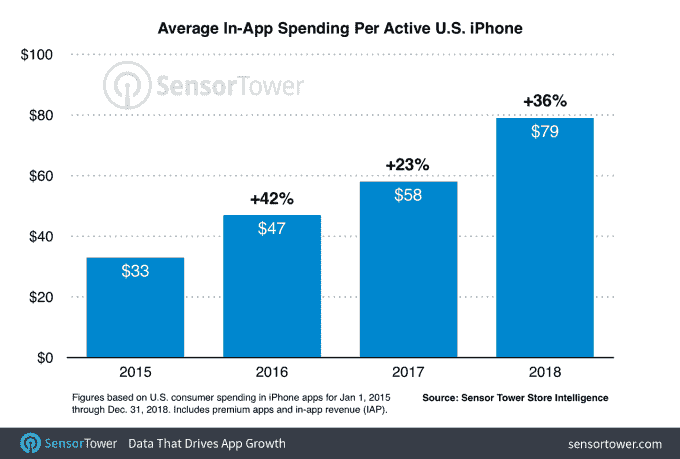 Average In-App Spending Per Active U.S. iPhone
$100
SensorTower
+36%
$80
$79
+23%
$60
$58
+42%
$47
$40
$33
$20
$0
2015 2016 2017 2018
Figures based on U.S. consumer spending in iPhone apps for Jan 1, 2015
through Dec. 31, 2018. Includes premium apps and in-app revenue (IAP).
Source: Sensor Tower Store Intelligence
SensorTower Data That Drives App Growth sensortower.com